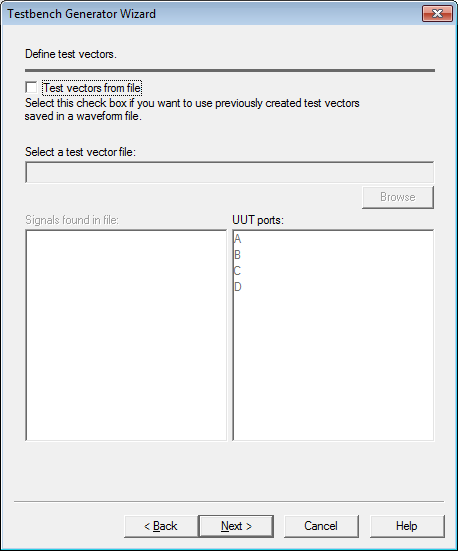 Testbench Generator Wizard
Define test vectors.
Test vectors from file
Select this check box if you want to use previously created test vectors
saved in a waveform file.
Select a test vector file:
Browse
Signals found in file:
UUT ports:
A
B
C
D
< Back
Next >
Cancel
Help